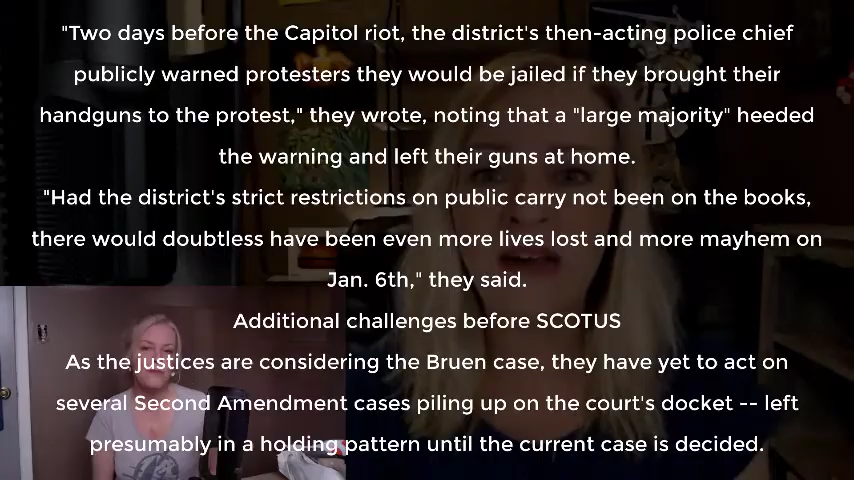 "Two days before the Capitol riot, the district's then-acting police chief
publicly warned protesters they would be jailed if they brought their
handguns to the protest," they wrote, noting that a "large majority" heeded
the warning and left their guns at home.
"Had the district's strict restrictions on public carry not been on the books,
there would doubtless have been even more lives lost and more mayhem on
Jan. 6th," they said.
Additional challenges before SCOTUS
As the justices are considering the Bruen case, they have yet to act on
several Second Amendment cases piling up on the court's docket -- left
presumably in a holding pattern until the current case is decided.